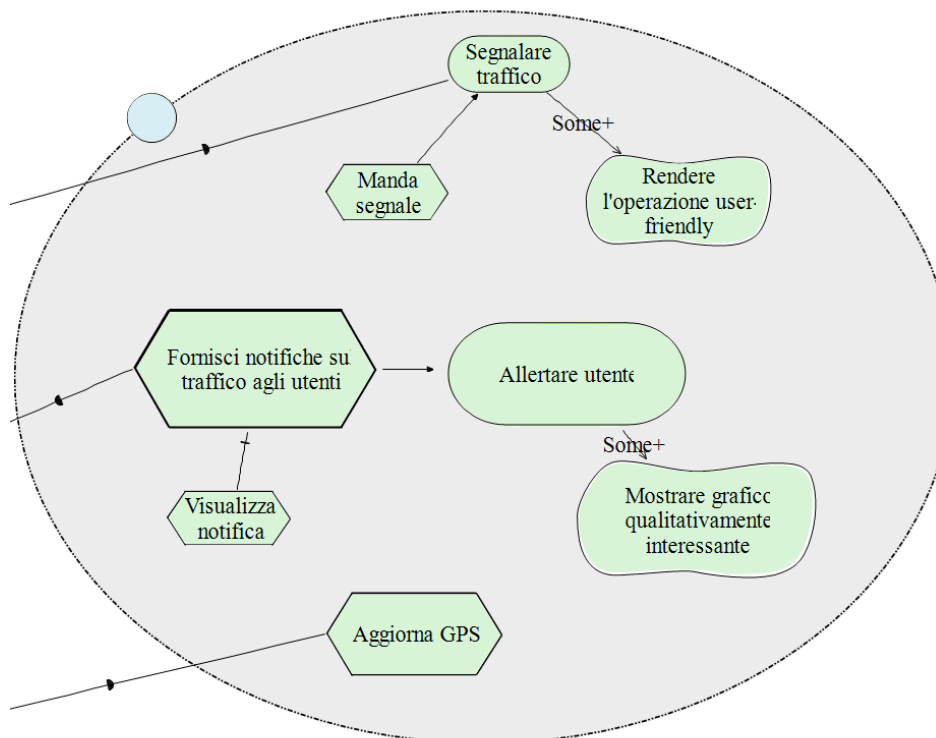 Segnalare
traffico
Some+
Manda
segnale
Rendere
l'operazione user-
friendly
Fornisci notifiche sul
traffico agli utenti
Allertare utente
Some+
Visualizza
notifica
Mostrare grafico
qualitativamente
interessante
Aggiorna GPS